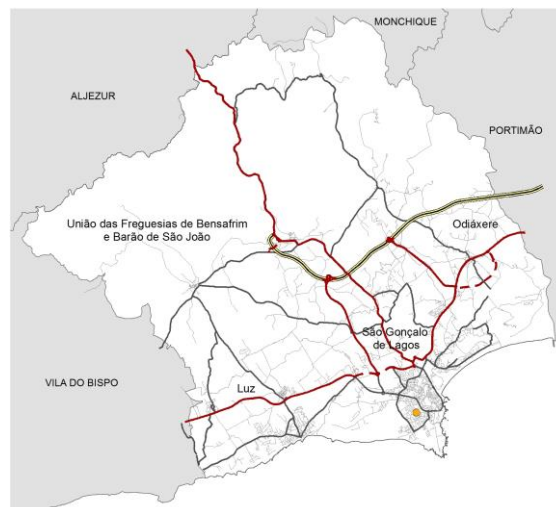 MONCHIQUE
ALJEZUR
PORTIMÃO
União das Freguesias de Bensafrim
e Barão de São João
Odiáxere
São Gonçalo
de Lagos
VILA DO BISPO
Luz